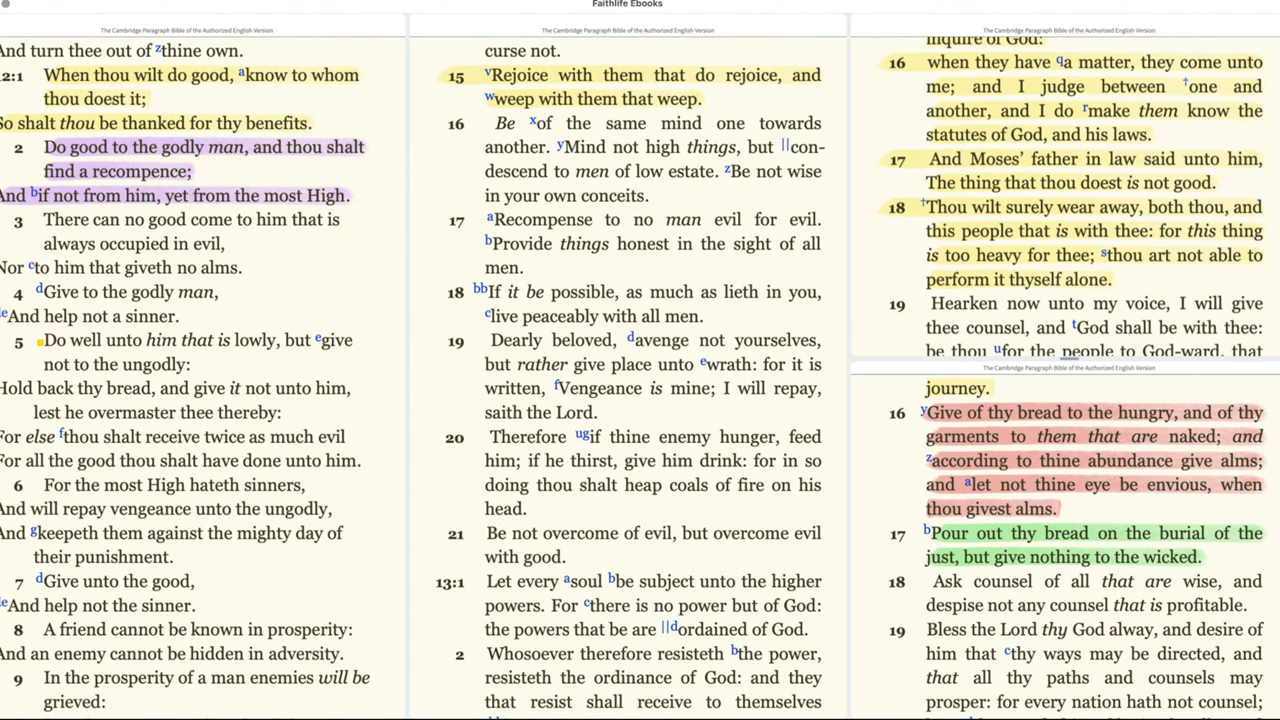 Faithlife Ebooks
The Cambridge Paragraph Bible of the Authorized English Version
And turn thee out of zthine own.
12:1 When thou wilt do good, aknow to whom
thou doest it;
So shalt thou be thanked for thy benefits.
2 Do good to the godly man, and thou shalt
find a recompence;
And bif not from him, yet from the most High.
3 There can no good come to him that is
always occupied in evil,
Nor cto him that giveth no alms.
4 dGive to the godly man,
eAnd help not a sinner.
5 Do well unto him that is lowly, but egive
not to the ungodly:
Hold back thy bread, and give it not unto him,
lest he overmaster thee thereby:
For else fthou shalt receive twice as much evil
For all the good thou shalt have done unto him.
6 For the most High hateth sinners,
And will repay vengeance unto the ungodly,
And gkeepeth them against the mighty day of
their punishment.
7 dGive unto the good,
eAnd help not the sinner.
8 A friend cannot be known in prosperity:
And an enemy cannot be hidden in adversity.
9 In the prosperity of a man enemies will be
grieved:
The Cambridge Paragraph Bible of the Authorized English Version
curse not.
15 vRejoice with them that do rejoice, and
wweep with them that weep.
16 Be xof the same mind one towards
another. yMind not high things, but ||con-
descend to men of low estate. zBe not wise
in your own conceits.
17 aRecompense to no man evil for evil.
bProvide things honest in the sight of all
men.
18 bbIf it be possible, as much as lieth in you,
clive peaceably with all men.
19 Dearly beloved, davenge not yourselves,
but rather give place unto ewrath: for it is
written, fVengeance is mine; I will repay,
saith the Lord.
20 Therefore ugif thine enemy hunger, feed
him; if he thirst, give him drink: for in so
doing thou shalt heap coals of fire on his
head.
21 Be not overcome of evil, but overcome evil
with good.
13:1 Let every asoul bbe subject unto the higher
powers. For cthere is no power but of God:
the powers that be are ||dordained of God.
2 Whosoever therefore resisteth bthe power,
resisteth the ordinance of God: and they
that resist shall receive to themselves
The Cambridge Paragraph Bible of the Authorized English Version
inquire of God:
16 when they have qa matter, they come unto
me; and I judge between †one and
another, and I do rmake them know the
statutes of God, and his laws.
17 And Moses’ father in law said unto him,
The thing that thou doest is not good.
18 †Thou wilt surely wear away, both thou, and
this people that is with thee: for this thing
is too heavy for thee; sthou art not able to
perform it thyself alone.
19 Hearken now unto my voice, I will give
thee counsel, and tGod shall be with thee:
be thou ufor the people to God-ward, that
The Cambridge Paragraph Bible of the Authorized English Version
journey.
16 yGive of thy bread to the hungry, and of thy
garments to them that are naked; and
zaccording to thine abundance give alms;
and alet not thine eye be envious, when
thou givest alms.
17 bPour out thy bread on the burial of the
just, but give nothing to the wicked.
18 Ask counsel of all that are wise, and
despise not any counsel that is profitable.
19 Bless the Lord thy God alway, and desire of
him that cthy ways may be directed, and
that all thy paths and counsels may
prosper: for every nation hath not counsel;